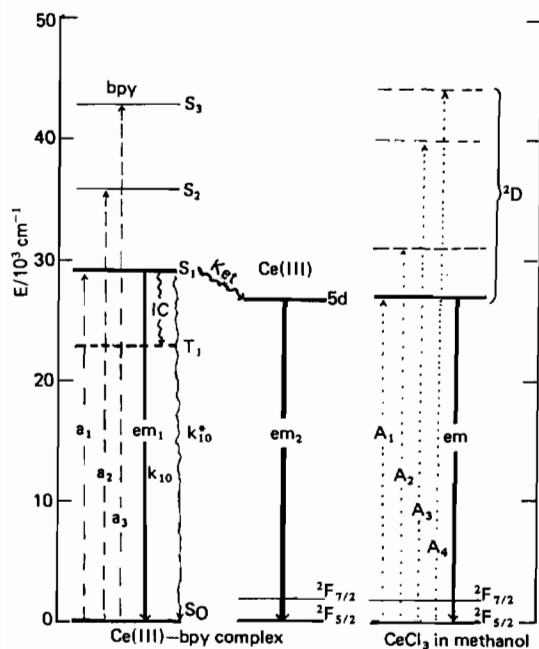 50
40
30
20
10
0
E/10³ cm⁻¹
bpy
S₃
S₂
S₁
Ket
Ce(III)
5d
IC
T₁
a₁
em₁
k*₁₀
a₂
k₁₀
a₃
em₂
A₁
em
A₂
A₃
A₄
²D
SO
²F₇/₂
²F₅/₂
²F₇/₂
²F₅/₂
Ce(III)—bpy complex
CeCl₃ in methanol